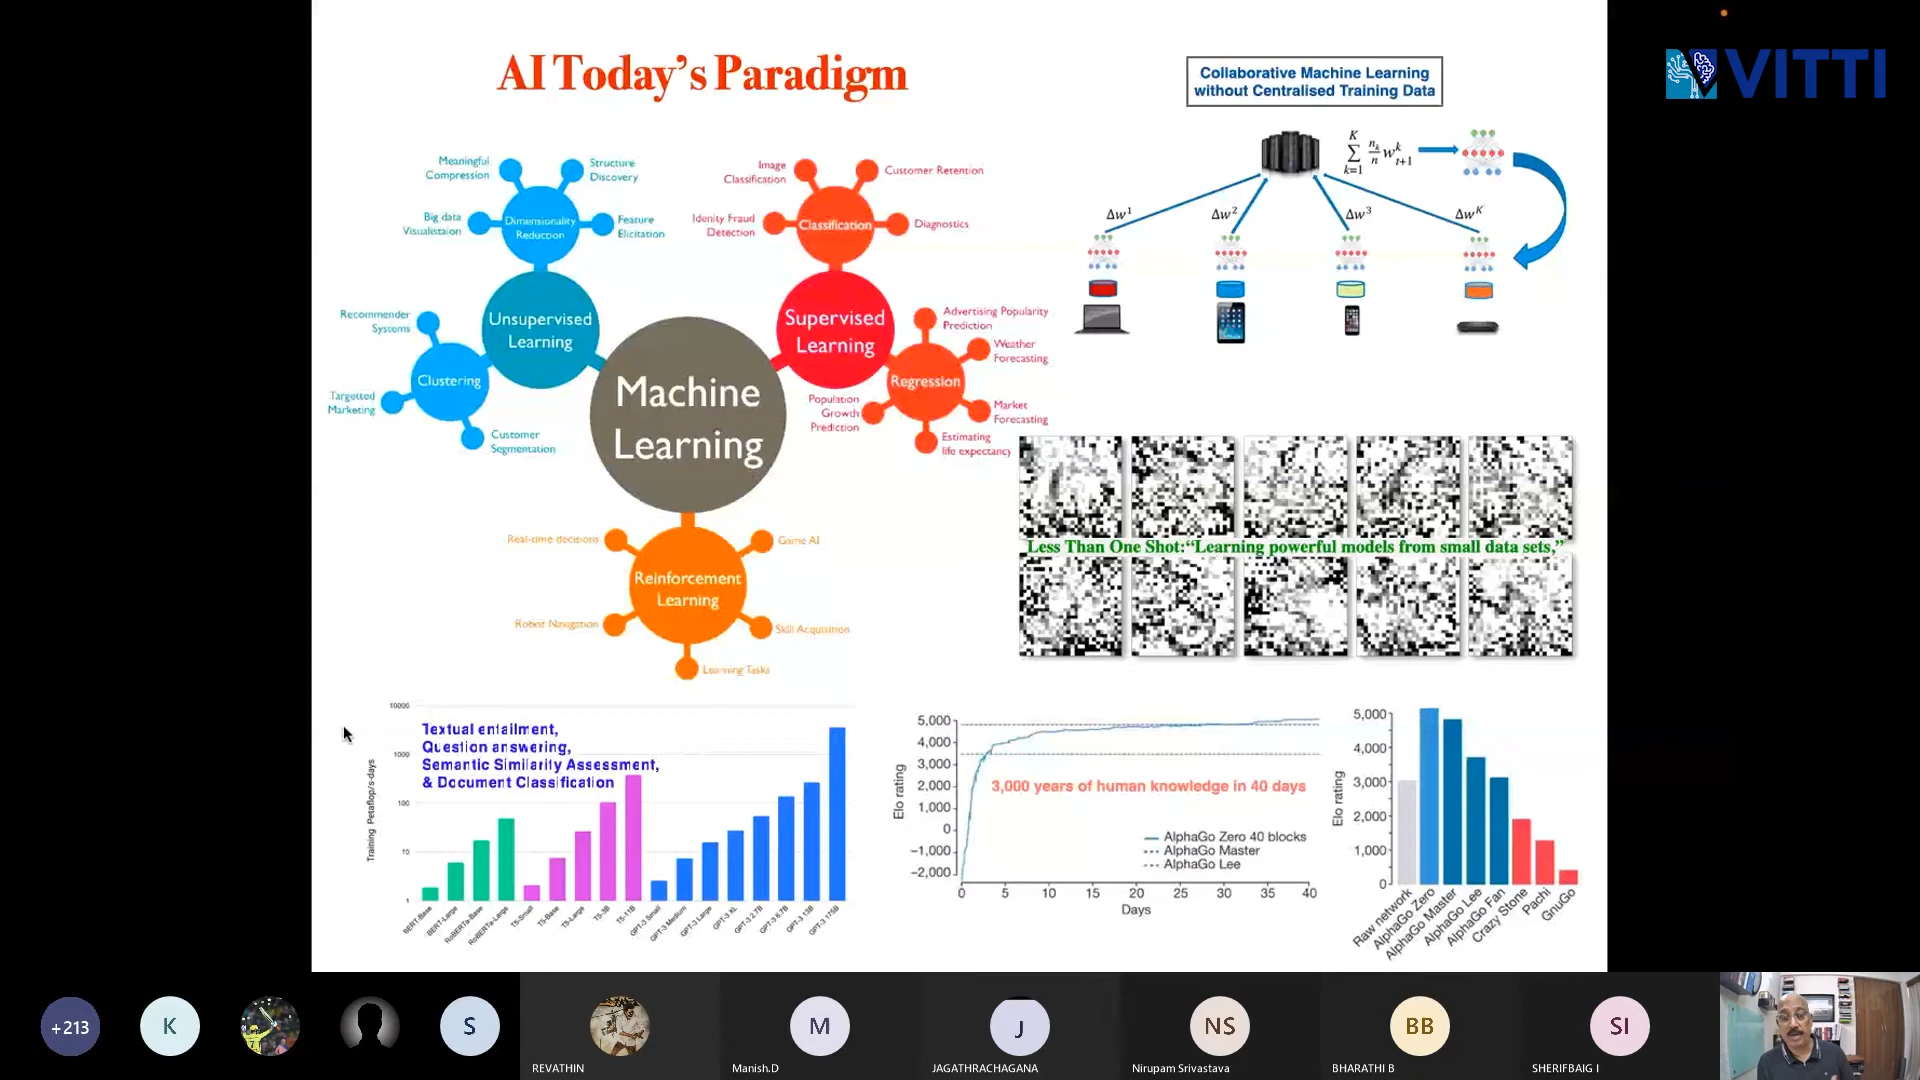 AI Today's Paradigm
Collaborative Machine Learning
without Centralised Training Data
VITTI
Meaningful
Compression
Structure
Discovery
Big data
Visualistaion
Dimensionality
Reduction
Feature
Elicitation
Image
Classification
Customer Retention
Idenity Fraud
Detection
Classification
Diagnostics
K
∑ n_k/n w^k_{t+1}
k=1
Δw¹
Δw²
Δw³
Δw^K
Recommender
Systems
Unsupervised
Learning
Clustering
Targetted
Marketing
Customer
Segmentation
Machine
Learning
Supervised
Learning
Advertising Popularity
Prediction
Weather
Forecasting
Regression
Population
Growth
Prediction
Market
Forecasting
Estimating
life expectancy
Less Than One Shot:“Learning powerful models from small data sets,”
Real-time decisions
Game AI
Reinforcement
Learning
Robot Navigation
Skill Acquisition
Learning Tasks
Textual entailment,
Question answering,
Semantic Similarity Assessment,
& Document Classification
Training Petaflop/s-days
10000
1000
100
10
1
BERT-Base
BERT-Large
RoBERTa-Base
RoBERTa-Large
T5-Small
T5-Base
T5-Large
T5-3B
T5-11B
GPT-3 Small
GPT-3 Medium
GPT-3 Large
GPT-3 XL
GPT-3 2.7B
GPT-3 6.7B
GPT-3 13B
GPT-3 175B
Elo rating
5,000
4,000
3,000
2,000
1,000
0
−1,000
−2,000
3,000 years of human knowledge in 40 days
AlphaGo Zero 40 blocks
AlphaGo Master
AlphaGo Lee
0 5 10 15 20 25 30 35 40
Days
Elo rating
5,000
4,000
3,000
2,000
1,000
0
Raw network
AlphaGo Zero
AlphaGo Master
AlphaGo Lee
AlphaGo Fan
Crazy Stone
Pachi
GnuGo
+213
K
S
REVATHIN
M
Manish.D
J
JAGATHRACHAGANA
NS
Nirupam Srivastava
BB
BHARATHI B
SI
SHERIFBAIG I